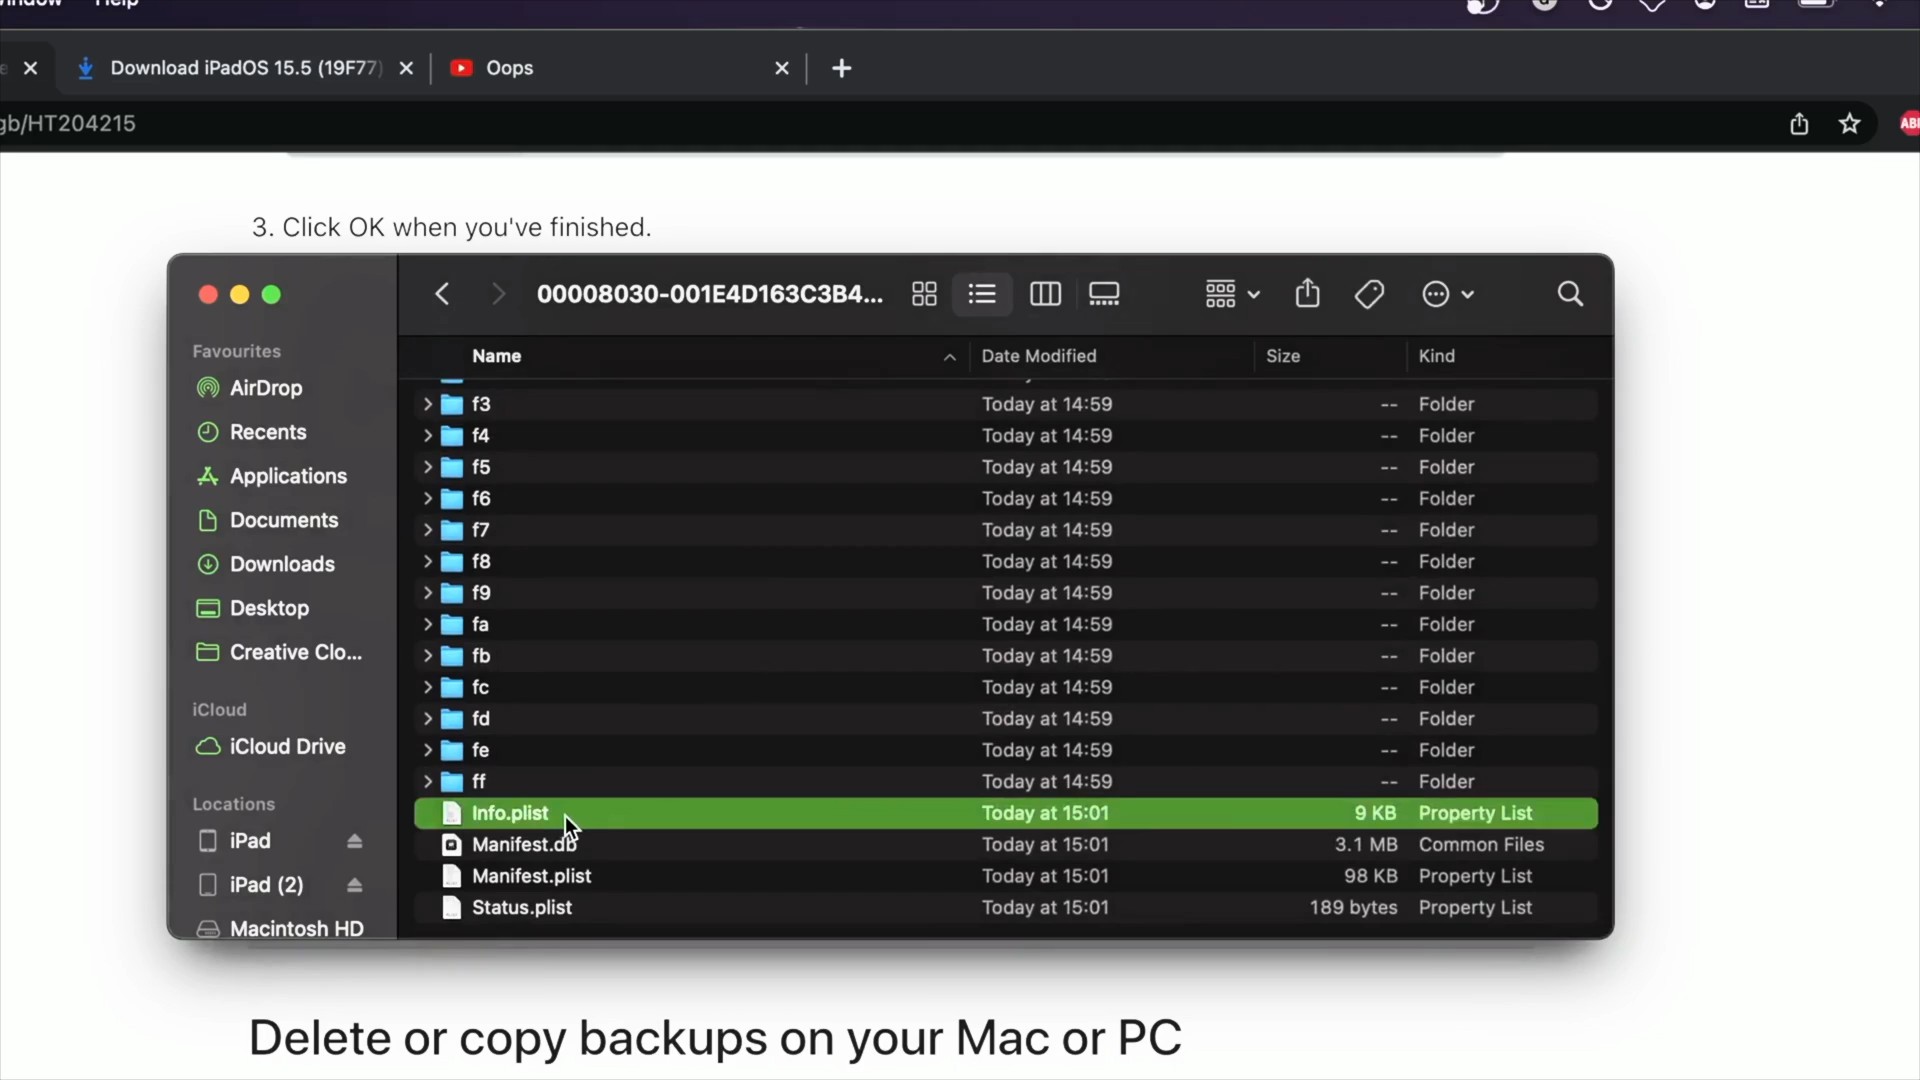 Help
Download iPadOS 15.5 (19F77)
Oops
gb/HT204215
ABP
3. Click OK when you've finished.
00008030-001E4D163C3B4...
Favourites
AirDrop
Recents
Applications
Documents
Downloads
Desktop
Creative Clo...
iCloud
iCloud Drive
Locations
iPad
iPad (2)
Macintosh HD
Name Date Modified Size Kind
f3 Today at 14:59 -- Folder
f4 Today at 14:59 -- Folder
f5 Today at 14:59 -- Folder
f6 Today at 14:59 -- Folder
f7 Today at 14:59 -- Folder
f8 Today at 14:59 -- Folder
f9 Today at 14:59 -- Folder
fa Today at 14:59 -- Folder
fb Today at 14:59 -- Folder
fc Today at 14:59 -- Folder
fd Today at 14:59 -- Folder
fe Today at 14:59 -- Folder
ff Today at 14:59 -- Folder
Info.plist Today at 15:01 9 KB Property List
Manifest.db Today at 15:01 3.1 MB Common Files
Manifest.plist Today at 15:01 98 KB Property List
Status.plist Today at 15:01 189 bytes Property List
Delete or copy backups on your Mac or PC